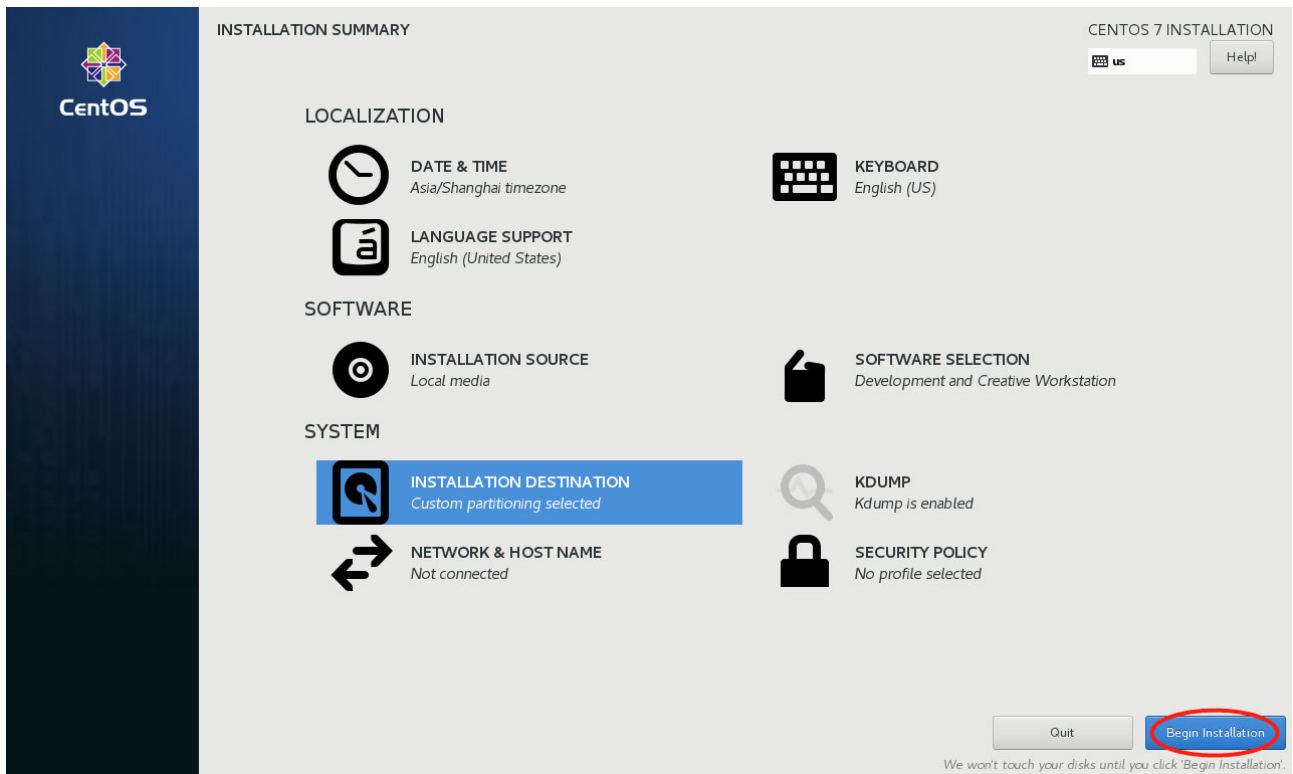 CentOS
INSTALLATION SUMMARY
CENTOS 7 INSTALLATION
us
Help!
LOCALIZATION
DATE & TIME
Asia/Shanghai timezone
KEYBOARD
English (US)
á
LANGUAGE SUPPORT
English (United States)
SOFTWARE
INSTALLATION SOURCE
Local media
SOFTWARE SELECTION
Development and Creative Workstation
SYSTEM
INSTALLATION DESTINATION
Custom partitioning selected
KDUMP
Kdump is enabled
NETWORK & HOST NAME
Not connected
SECURITY POLICY
No profile selected
Quit
Begin Installation
We won't touch your disks until you click 'Begin Installation'.